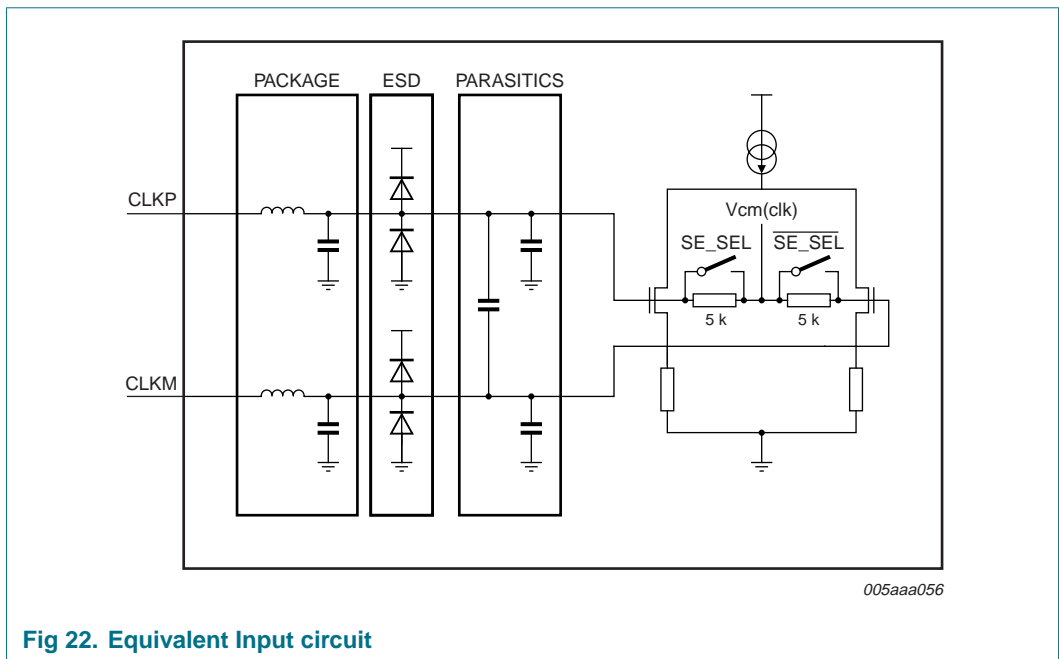 PACKAGE ESD PARASITICS
CLKP
Vcm(clk)
SE_SEL SE_SEL
5 k 5 k
CLKM
005aaa056
Fig 22. Equivalent Input circuit